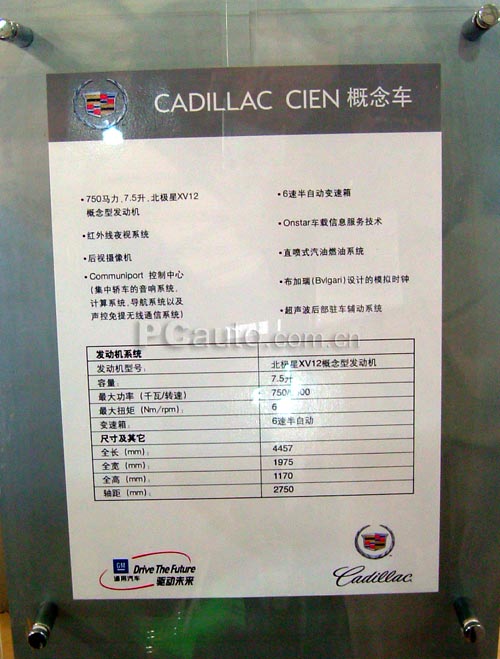 CADILLAC CIEN 概念车
•750马力, 7.5升, 北极星XV12
概念型发动机
•红外线夜视系统
•后视摄像机
•Communiport 控制中心
(集中轿车的音响系统,
计算系统, 导航系统以及
声控免提无线通信系统)
•6速半自动变速箱
•Onstar车载信息服务技术
•直喷式汽油燃油系统
•布加瑞(Bvlgari)设计的模拟时钟
•超声波后部驻车辅助系统
PCauto.com.cn
发动机系统
发动机型号: 北极星XV12概念型发动机
容量: 7.5升
最大功率（千瓦/转速） 750/
最大扭矩（Nm/rpm）: 6
变速箱: 6速半自动
尺寸及其它
全长（mm）: 4457
全宽（mm）: 1975
全高（mm）: 1170
轴距（mm）: 2750
GM
通用汽车
Drive The Future
驱动未来
Cadillac